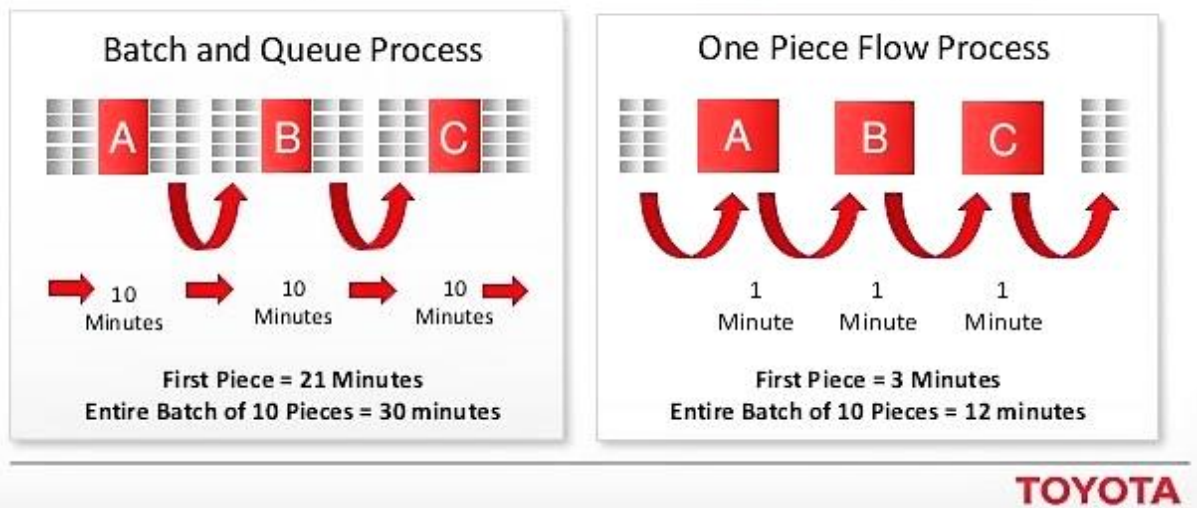 Batch and Queue Process
A B C
10 Minutes
10 Minutes
10 Minutes
First Piece = 21 Minutes
Entire Batch of 10 Pieces = 30 minutes
One Piece Flow Process
A B C
1 Minute
1 Minute
1 Minute
First Piece = 3 Minutes
Entire Batch of 10 Pieces = 12 minutes
TOYOTA